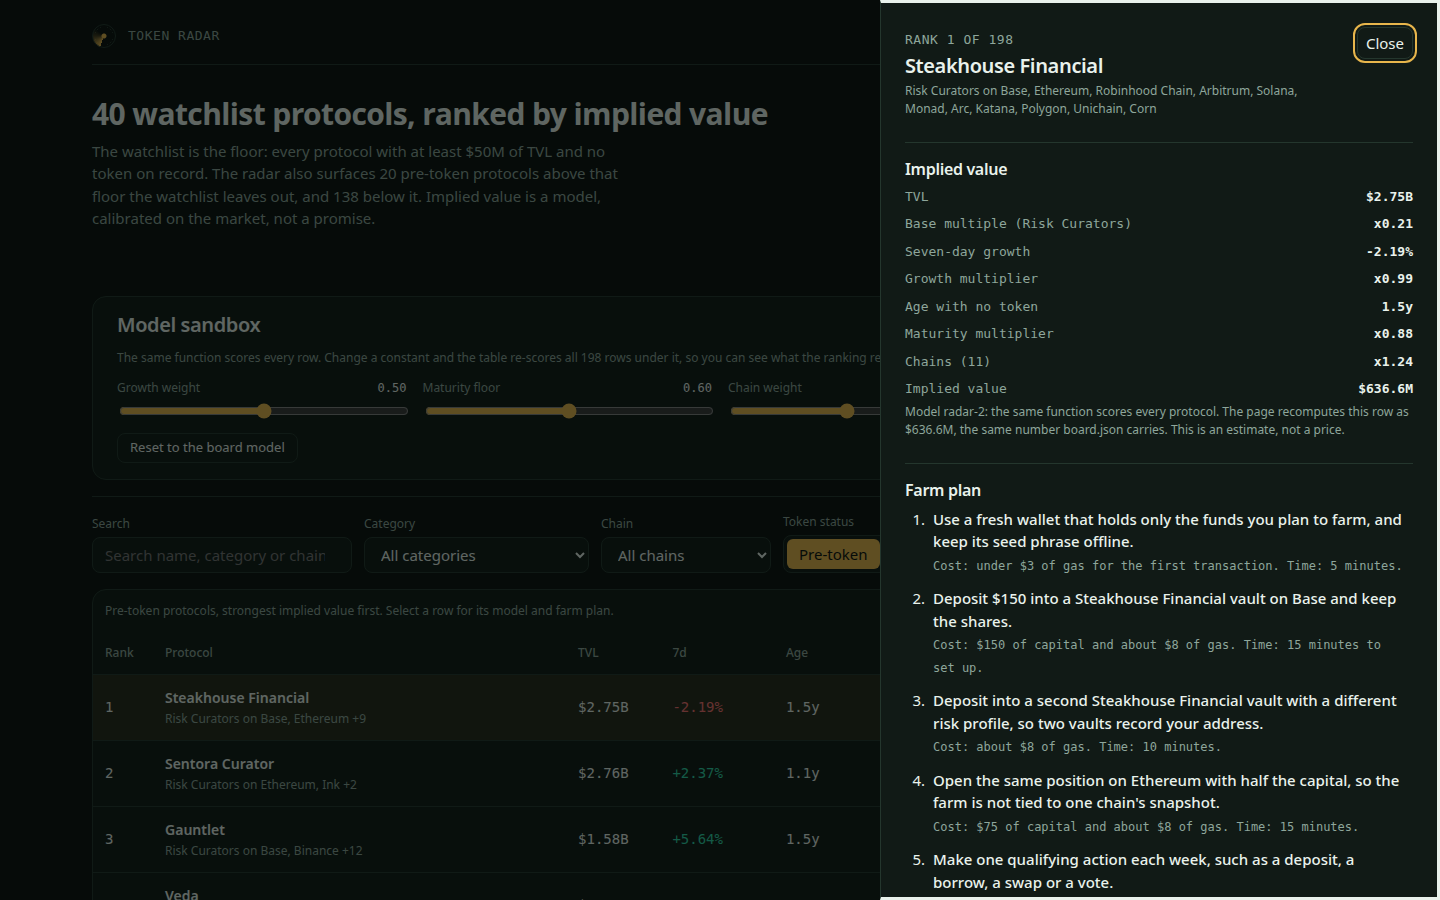 TOKEN RADAR
40 watchlist protocols, ranked by implied value
The watchlist is the floor: every protocol with at least $50M of TVL and no
token on record. The radar also surfaces 20 pre-token protocols above that
floor the watchlist leaves out, and 138 below it. Implied value is a model,
calibrated on the market, not a promise.
Model sandbox
The same function scores every row. Change a constant and the table re-scores all 198 rows under it, so you can see what the ranking re
Growth weight 0.50 Maturity floor 0.60 Chain weight
Reset to the board model
Search Category Chain Token status
Search name, category or chain All categories All chains Pre-token
Pre-token protocols, strongest implied value first. Select a row for its model and farm plan.
Rank Protocol TVL 7d Age
1 Steakhouse Financial $2.75B -2.19% 1.5y
Risk Curators on Base, Ethereum +9
2 Sentora Curator $2.76B +2.37% 1.1y
Risk Curators on Ethereum, Ink +2
3 Gauntlet $1.58B +5.64% 1.5y
Risk Curators on Base, Binance +12
Veda
RANK 1 OF 198
Close
Steakhouse Financial
Risk Curators on Base, Ethereum, Robinhood Chain, Arbitrum, Solana,
Monad, Arc, Katana, Polygon, Unichain, Corn
Implied value
TVL $2.75B
Base multiple (Risk Curators) x0.21
Seven-day growth -2.19%
Growth multiplier x0.99
Age with no token 1.5y
Maturity multiplier x0.88
Chains (11) x1.24
Implied value $636.6M
Model radar-2: the same function scores every protocol. The page recomputes this row as
$636.6M, the same number board.json carries. This is an estimate, not a price.
Farm plan
1. Use a fresh wallet that holds only the funds you plan to farm, and
keep its seed phrase offline.
Cost: under $3 of gas for the first transaction. Time: 5 minutes.
2. Deposit $150 into a Steakhouse Financial vault on Base and keep
the shares.
Cost: $150 of capital and about $8 of gas. Time: 15 minutes to
set up.
3. Deposit into a second Steakhouse Financial vault with a different
risk profile, so two vaults record your address.
Cost: about $8 of gas. Time: 10 minutes.
4. Open the same position on Ethereum with half the capital, so the
farm is not tied to one chain's snapshot.
Cost: $75 of capital and about $8 of gas. Time: 15 minutes.
5. Make one qualifying action each week, such as a deposit, a
borrow, a swap or a vote.